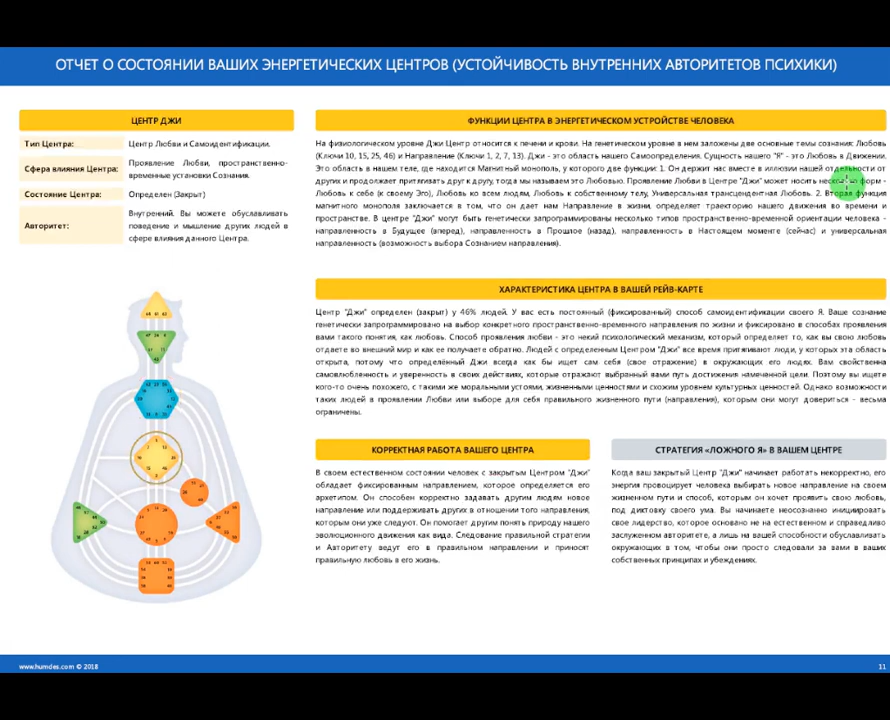 ОТЧЕТ О СОСТОЯНИИ ВАШИХ ЭНЕРГЕТИЧЕСКИХ ЦЕНТРОВ (УСТОЙЧИВОСТЬ ВНУТРЕННИХ АВТОРИТЕТОВ ПСИХИКИ)
ЦЕНТР ДЖИ
Тип Центра: Центр Любви и Самоидентификации.
Сфера влияния Центра: Проявление Любви, пространственно-
временные установки Сознания.
Состояние Центра: Определен (Закрыт)
Авторитет: Внутренний. Вы можете обуславливать
поведение и мышление других людей в
сфере влияния данного Центра.
ФУНКЦИИ ЦЕНТРА В ЭНЕРГЕТИЧЕСКОМ УСТРОЙСТВЕ ЧЕЛОВЕКА
На физиологическом уровне Джи Центр относится к печени и крови. На генетическом уровне в нем заложены две основные темы сознания: Любовь
(Ключи 10, 15, 25, 46) и Направление (Ключи 1, 2, 7, 13). Джи - это область нашего Самоопределения. Сущность нашего "Я" - это Любовь в Движении.
Это область в нашем теле, где находится Магнитный монополь, у которого две функции: 1. Он держит нас вместе в иллюзии нашей отдельности от
других и продолжает притягивать друг к другу, тогда мы называем это Любовью. Проявление Любви в Центре "Джи" может носить несколько форм -
Любовь к себе (к своему Эго), Любовь ко всем людям, Любовь к собственному телу, Универсальная трансцендентная Любовь. 2. Вторая функция
магнитного монополя заключается в том, что он дает нам Направление в жизни, определяет траекторию нашего движения во времени и
пространстве. В центре "Джи" могут быть генетически запрограммированы несколько типов пространственно-временной ориентации человека -
направленность в Будущее (вперед), направленность в Прошлое (назад), направленность в Настоящем моменте (сейчас) и универсальная
направленность (возможность выбора Сознанием направления).
ХАРАКТЕРИСТИКА ЦЕНТРА В ВАШЕЙ РЕЙВ-КАРТЕ
Центр "Джи" определен (закрыт) у 46% людей. У вас есть постоянный (фиксированный) способ самоидентификации своего Я. Ваше сознание
генетически запрограммировано на выбор конкретного пространственно-временного направления по жизни и фиксировано в способах проявления
вами такого понятия, как любовь. Способ проявления любви - это некий психологический механизм, который определяет то, как вы свою любовь
отдаете во внешний мир и как ее получаете обратно. Людей с определенным Центром "Джи" все время притягивают люди, у которых эта область
открыта, потому что определённый Джи всегда как бы ищет сам себя (свое отражение) в окружающих его людях. Вам свойственна
самовлюбленность и уверенность в своих действиях, которые отражают выбранный вами путь достижения намеченной цели. Поэтому вы ищете
кого-то очень похожего, с такими же моральными устоями, жизненными ценностями и схожим уровнем культурных ценностей. Однако возможности
таких людей в проявлении Любви или выборе для себя правильного жизненного пути (направления), которым они могут довериться - весьма
ограничены.
КОРРЕКТНАЯ РАБОТА ВАШЕГО ЦЕНТРА
В своем естественном состоянии человек с закрытым Центром "Джи"
обладает фиксированным направлением, которое определяется его
архетипом. Он способен корректно задавать другим людям новое
направление или поддерживать других в отношении того направления,
которым они уже следуют. Он помогает другим понять природу нашего
эволюционного движения как вида. Следование правильной стратегии
и Авторитету ведут его в правильном направлении и приносят
правильную любовь в его жизнь.
СТРАТЕГИЯ «ЛОЖНОГО Я» В ВАШЕМ ЦЕНТРЕ
Когда ваш закрытый Центр "Джи" начинает работать некорректно, его
энергия провоцирует человека выбирать новое направление на своем
жизненном пути и способ, которым он хочет проявить свою любовь,
под диктовку своего ума. Вы начинаете неосознанно инициировать
свое лидерство, которое основано не на естественном и справедливо
заслуженном авторитете, а лишь на вашей способности обуславливать
окружающих в том, чтобы они просто следовали за вами в ваших
собственных принципах и убеждениях.
www.humdes.com © 2018
11